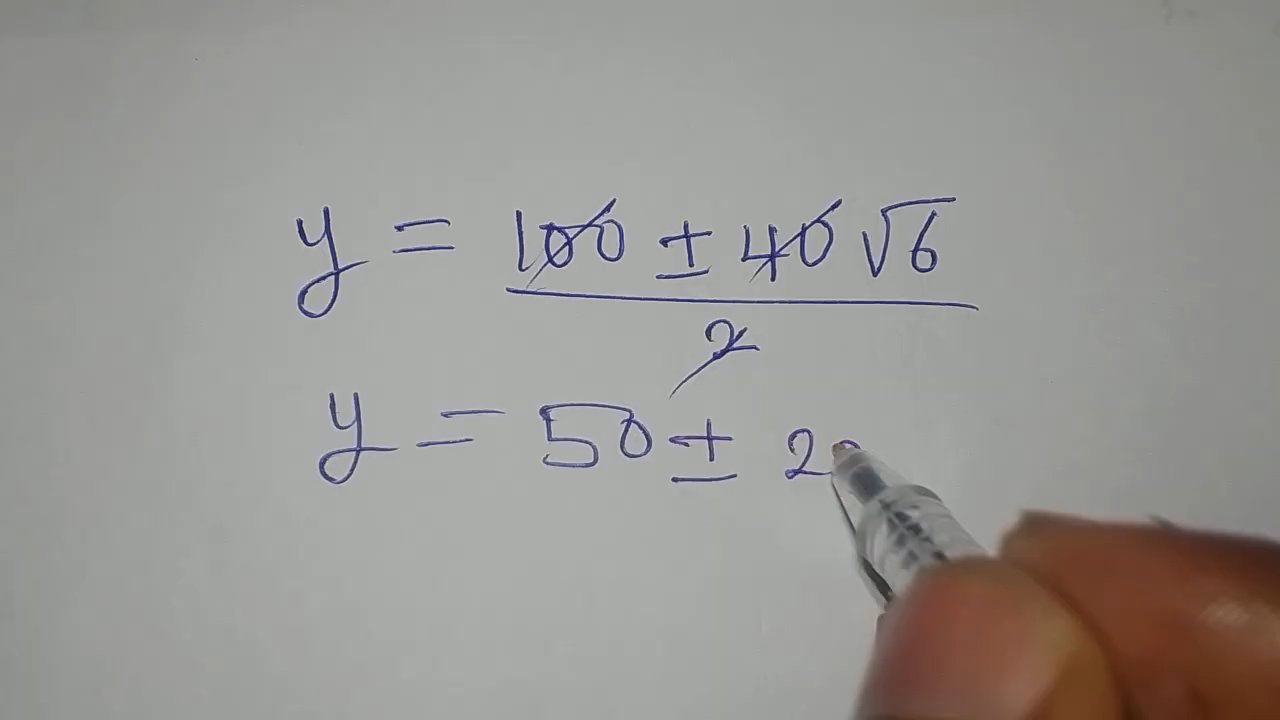 y = 100 ± 40 √6
2
y = 50 ± 2